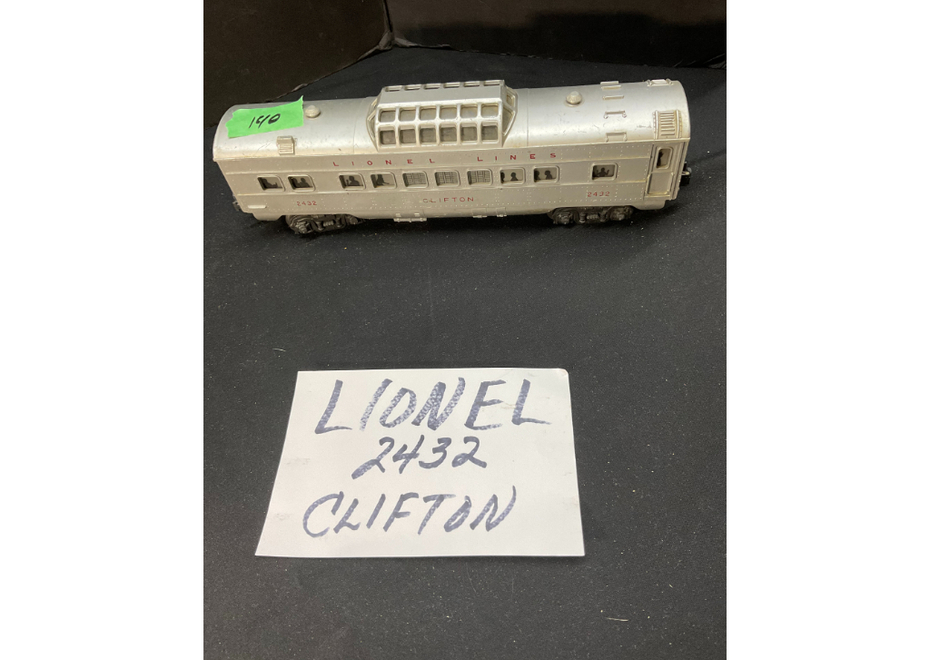 140
LIONEL LINES
2432 CLIFTON 2432
LIONEL
2432
CLIFTON